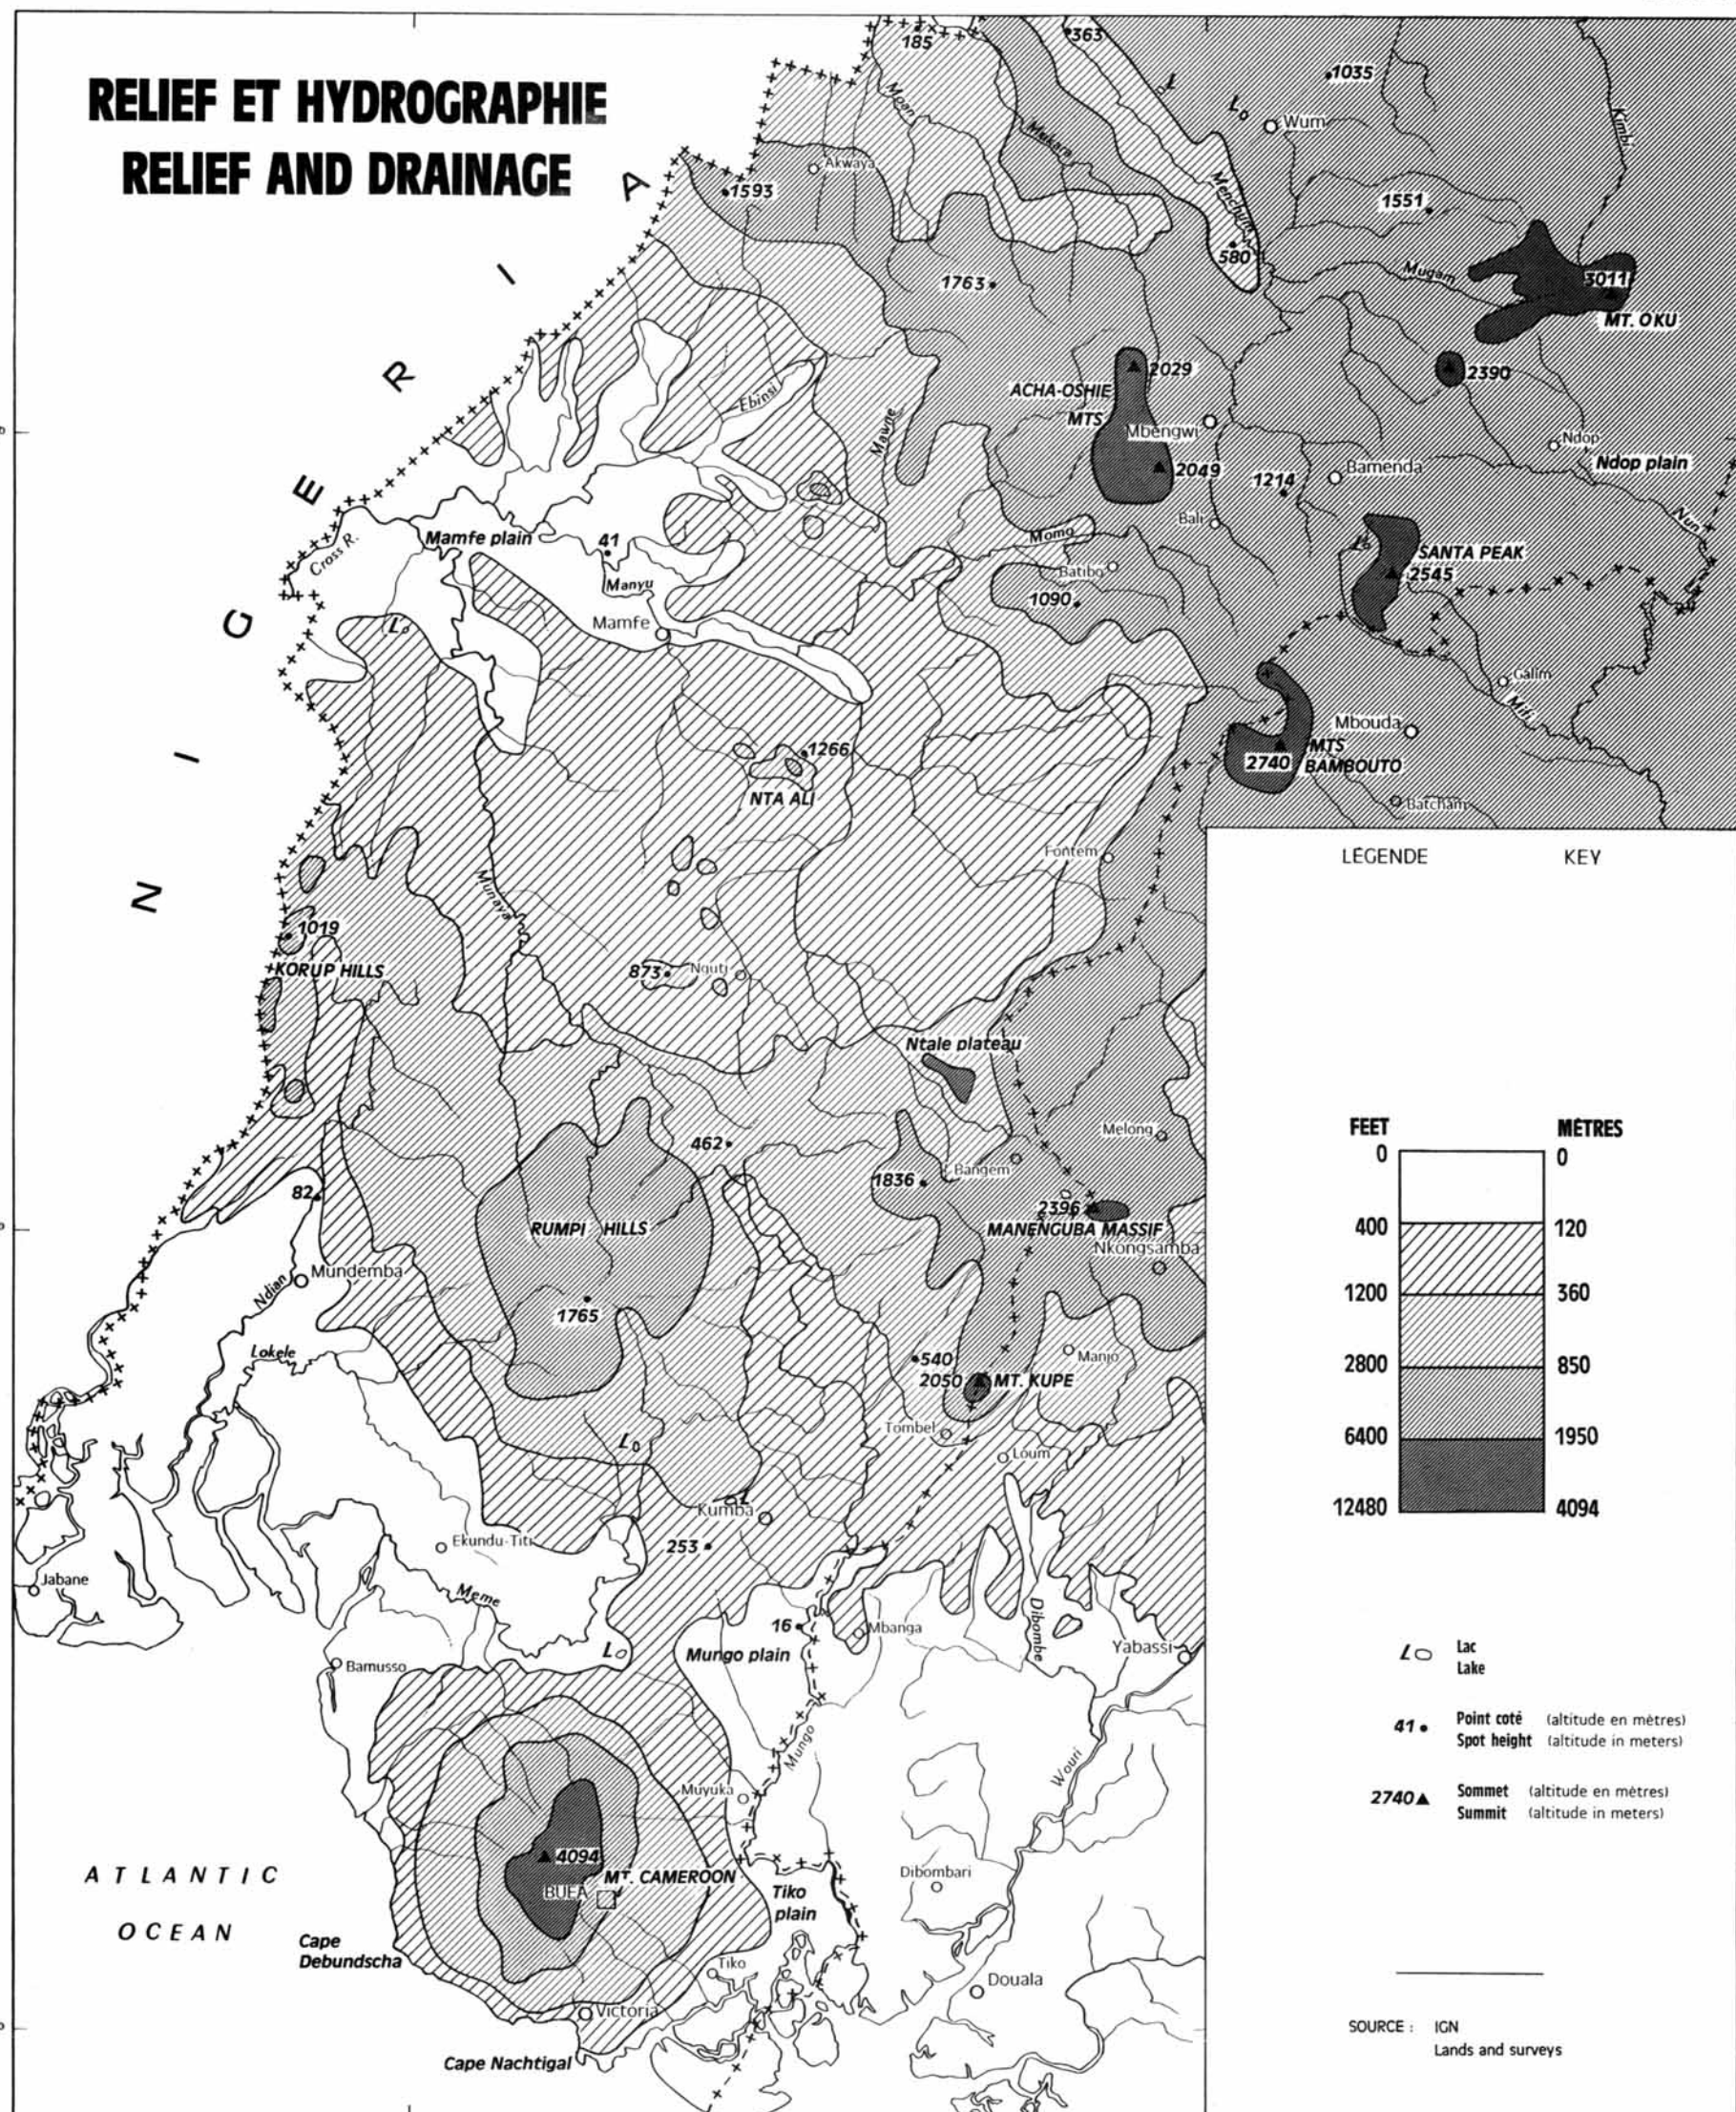 RELIEF ET HYDROGRAPHIE
RELIEF AND DRAINAGE
NIGERIA
185
363
1035
L
Lo
Wum
Kimbi
Moan
Mekara
Menchum
Akwaya
1593
1551
580
Mugam
1763
3011
MT. OKU
2029
2390
ACHA-OSHIE
MTS
Mbengwi
Ebinsi
Mawne
Ndop
Ndop plain
2049
1214
Bamenda
Bali
Nun
Cross R.
Mamfe plain
41
Manyu
Momo
Batibo
1090
Lo
SANTA PEAK
2545
Mamfe
Lo
Galim
Mifi
Mbouda
2740
MTS
BAMBOUTO
Batcham
1266
NTA ALI
Fontem
Munaya
1019
KORUP HILLS
873
Nguti
Ntale plateau
462
Melong
Bangem
1836
82
2396
RUMPI HILLS
MANENGUBA MASSIF
Nkongsamba
Mundemba
Ndian
1765
Lokele
540
Manjo
2050
MT. KUPE
Tombel
Loum
Lo
Kumba
L
Ekundu-Titi
253
Jabane
Meme
16
Mbanga
Dibombe
Yabassi
Mungo plain
Lo
Bamusso
Mungo
Muyuka
Wouri
4094
MT. CAMEROON
BUEA
Dibombari
Tiko
plain
ATLANTIC
OCEAN
Cape
Debundscha
Tiko
Douala
Victoria
Cape Nachtigal
LÉGENDE KEY
FEET MÈTRES
0 0
400 120
1200 360
2800 850
6400 1950
12480 4094
L Lac
Lake
41 Point coté (altitude en mètres)
Spot height (altitude in meters)
2740 Sommet (altitude en mètres)
Summit (altitude in meters)
SOURCE : IGN
Lands and surveys